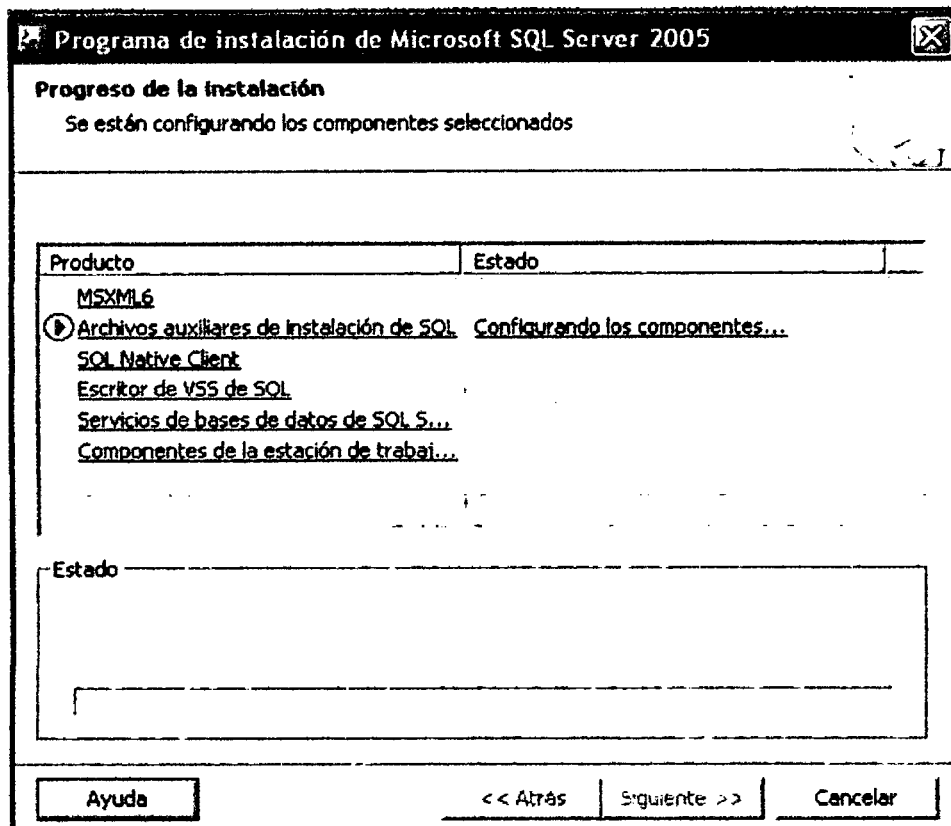 Programa de instalación de Microsoft SQL Server 2005
Progreso de la instalación
Se están configurando los componentes seleccionados
Producto Estado
MSXML6
Archivos auxiliares de instalación de SQL Configurando los componentes...
SQL Native Client
Escritor de VSS de SQL
Servicios de bases de datos de SQL S...
Componentes de la estación de trabaj...
Estado
Ayuda << Atrás Siguiente >> Cancelar